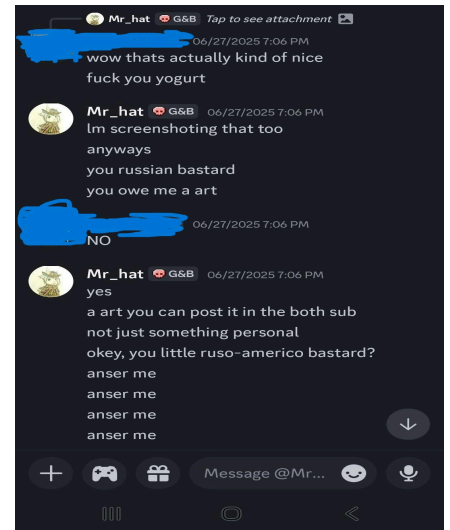 Mr_hat G&B Tap to see attachment
06/27/2025 7:06 PM
wow thats actually kind of nice
fuck you yogurt
Mr_hat G&B 06/27/2025 7:06 PM
Im screenshoting that too
anyways
you russian bastard
you owe me a art
06/27/2025 7:06 PM
NO
Mr_hat G&B 06/27/2025 7:06 PM
yes
a art you can post it in the both sub
not just something personal
okey, you little ruso-americo bastard?
anser me
anser me
anser me
anser me
Message @Mr...